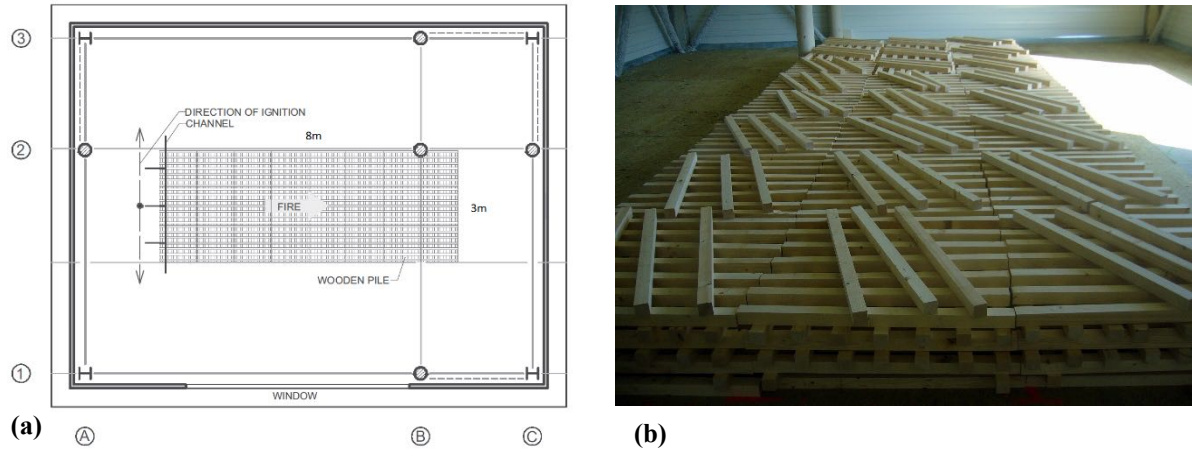 3
DIRECTION OF IGNITION
CHANNEL
8m
2
FIRE
3m
WOODEN PILE
1
WINDOW
(a)
A
B
C
(b)